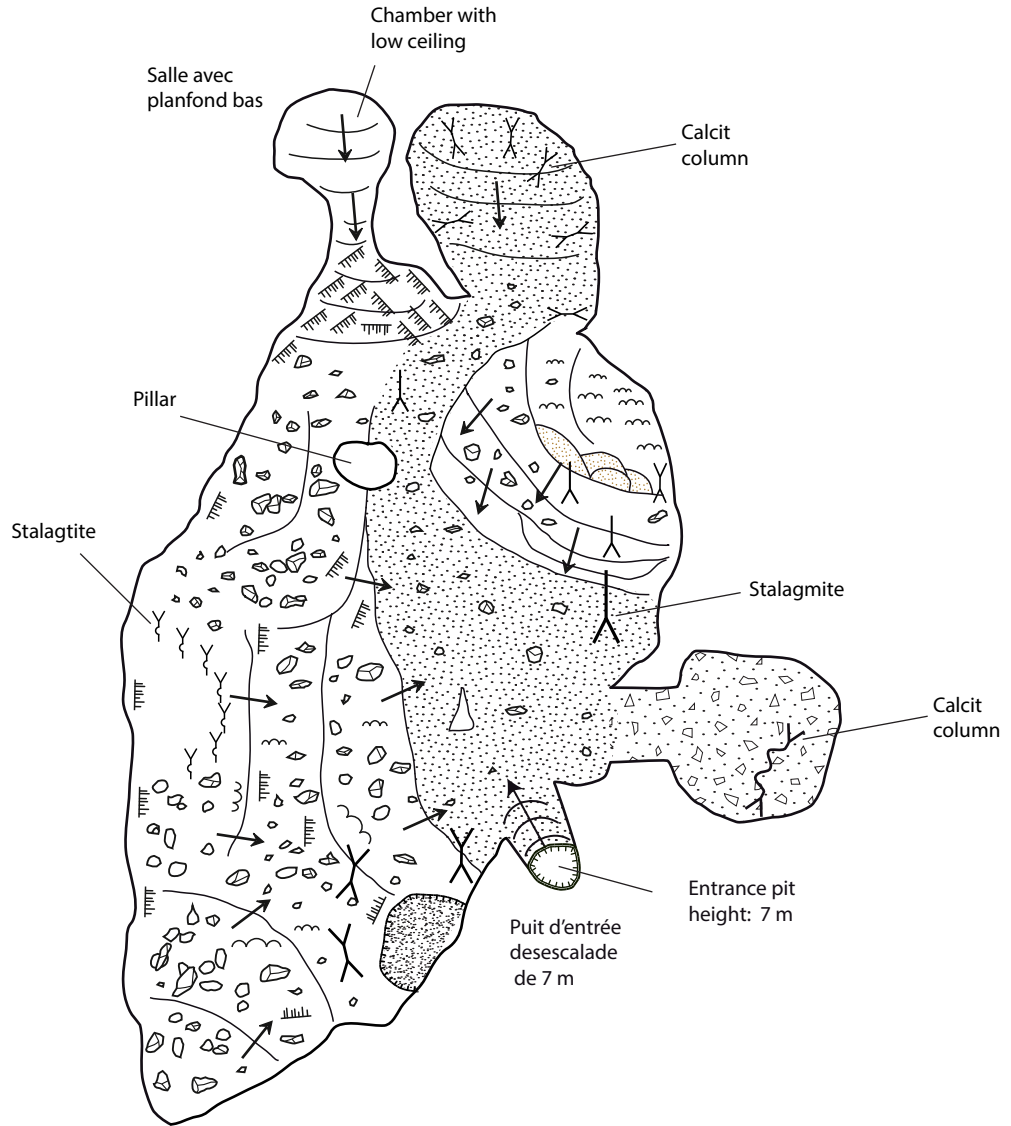 Chamber with
low ceiling
Salle avec
planfond bas
Calcit
column
Pillar
Stalagtite
Stalagmite
Calcit
column
Entrance pit
height: 7 m
Puit d'entrée
desescalade
de 7 m